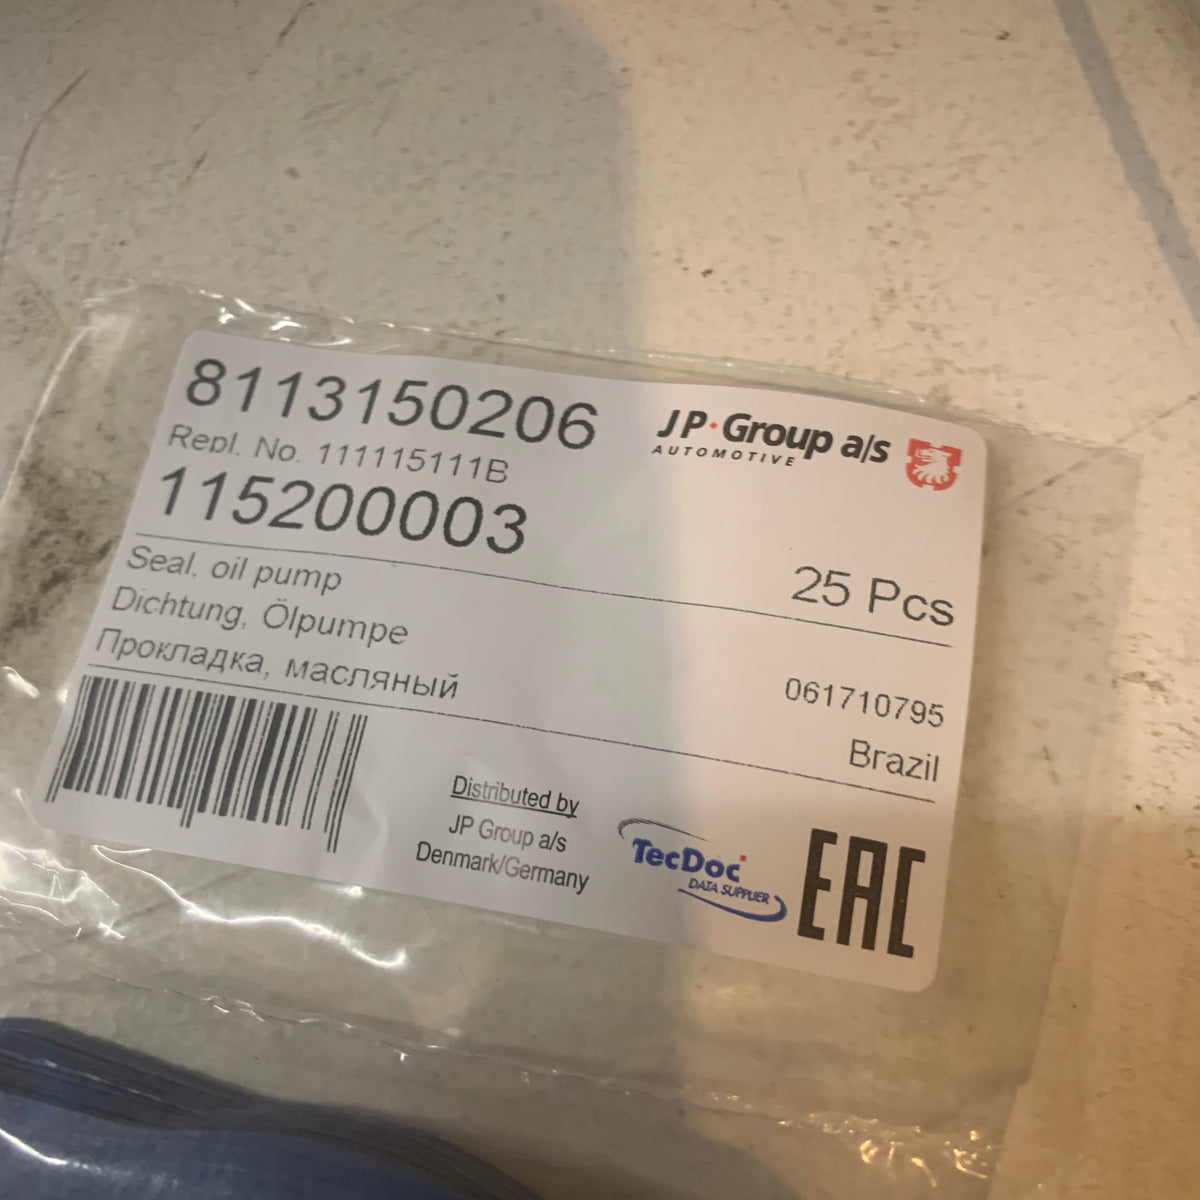 8113150206
Repl. No. 111115111B
115200003
JP Group a/s
AUTOMOTIVE
25 Pcs
Seal, oil pump
Dichtung, Ölpumpe
Прокладка, масляный
061710795
Brazil
Distributed by
JP Group a/s
Denmark/Germany
TecDoc
DATA SUPPLIER
EAC